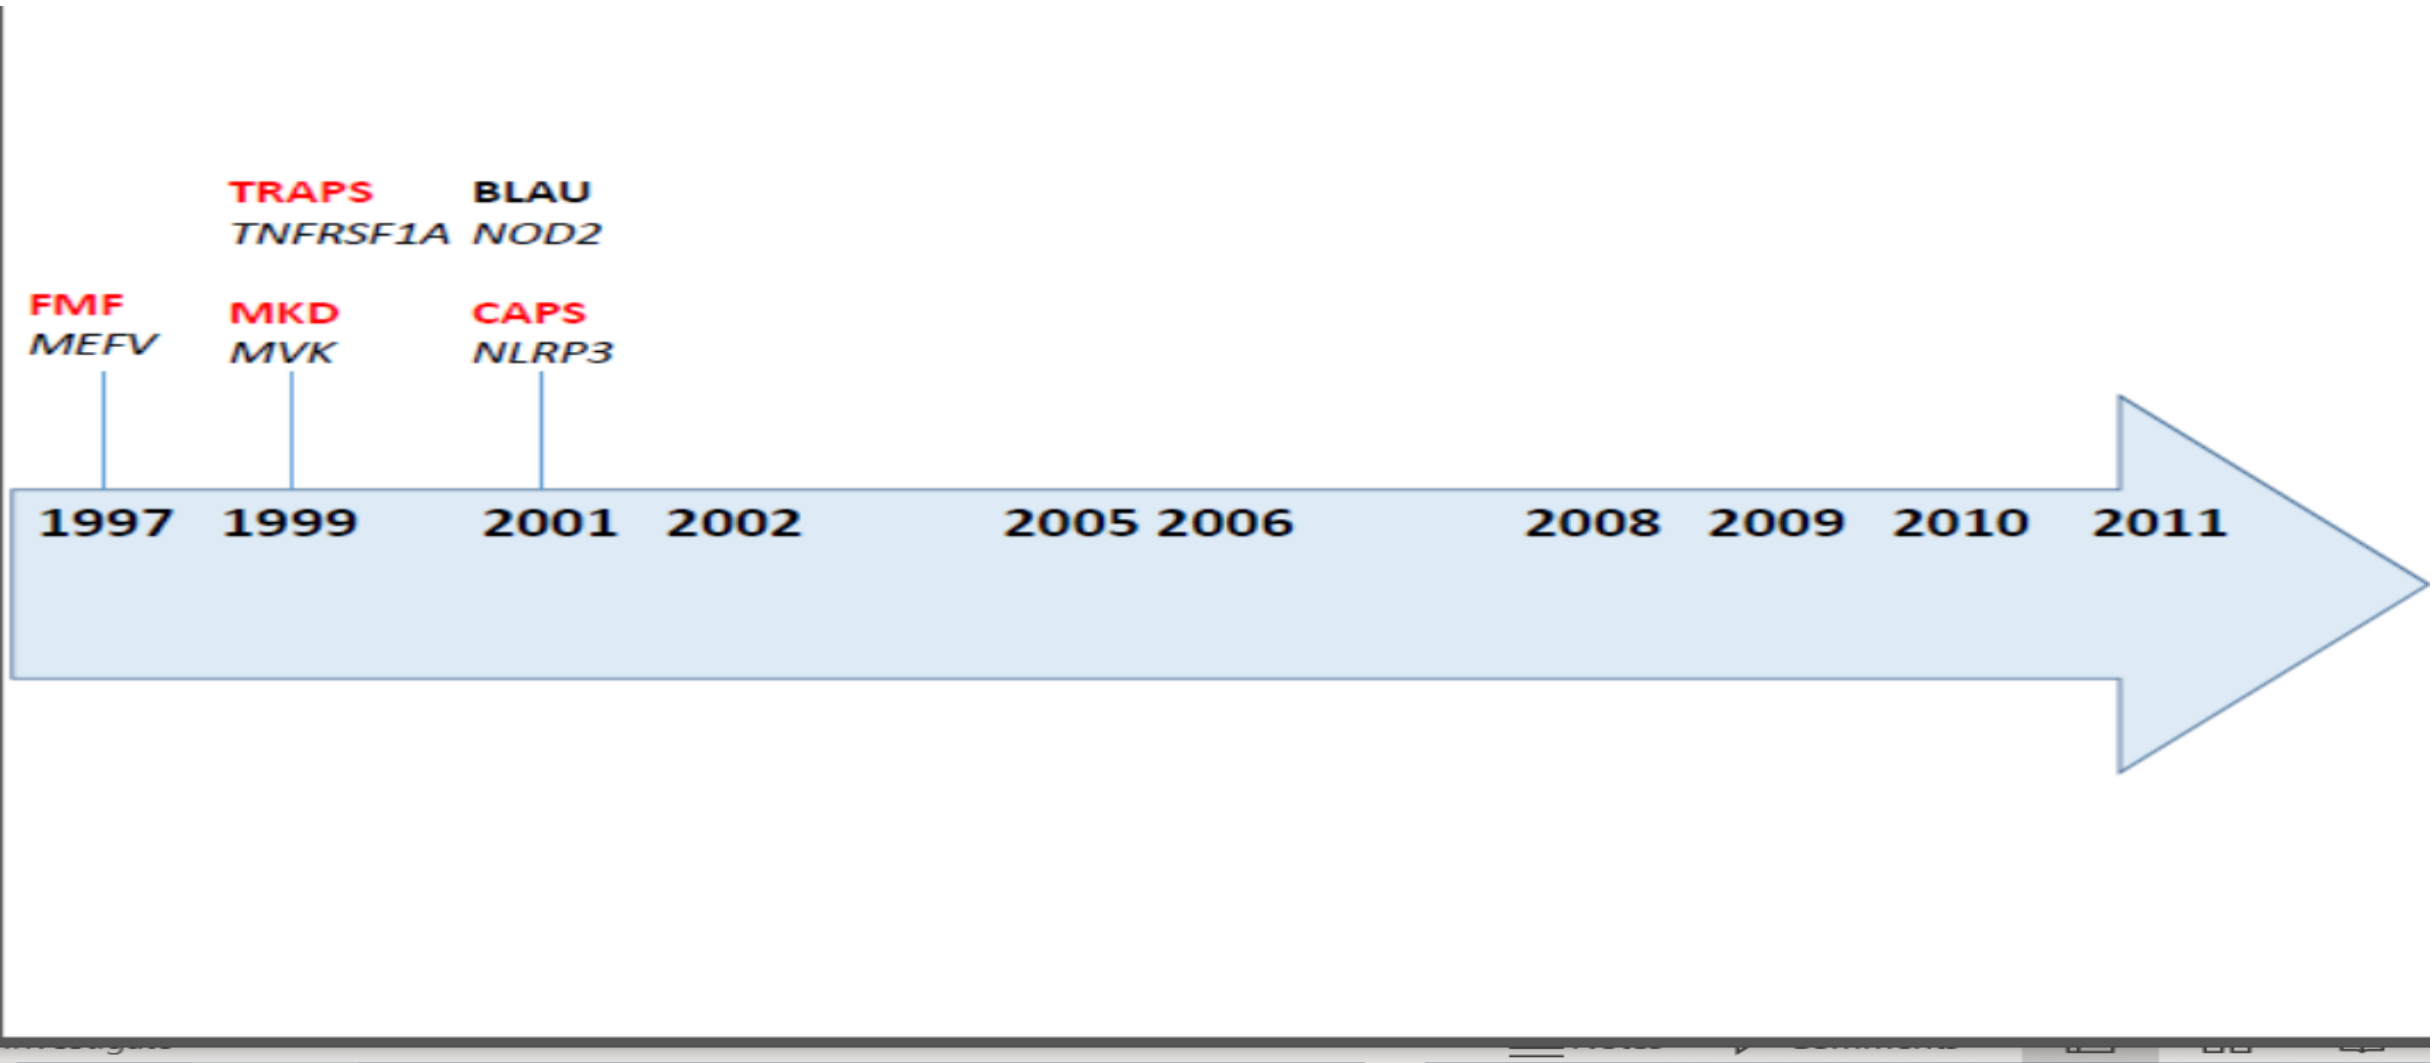 TRAPS
TNFRSF1A
BLAU
NOD2
FMF
MEFV
MKD
MVK
CAPS
NLRP3
1997 1999 2001 2002 2005 2006 2008 2009 2010 2011